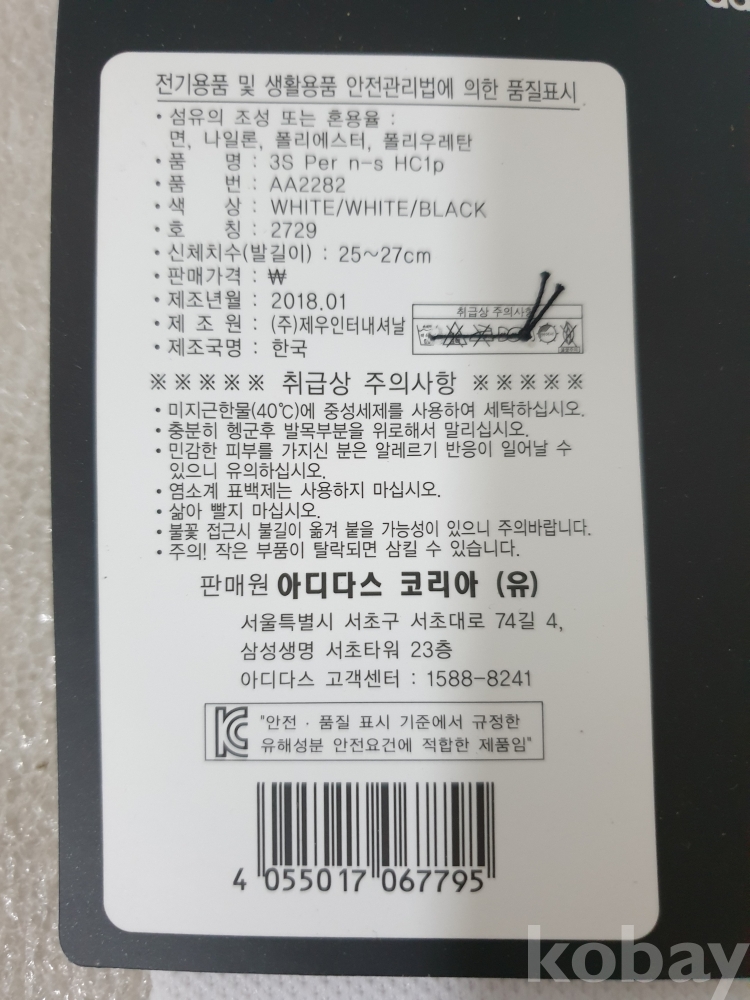 전기용품 및 생활용품 안전관리법에 의한 품질표시
• 섬유의 조성 또는 혼용율 :
면, 나일론, 폴리에스터, 폴리우레탄
• 품 명 : 3S Per n-s HC1p
• 품 번 : AA2282
• 색 상 : WHITE/WHITE/BLACK
• 호 칭 : 2729
• 신체치수(발길이) : 25~27cm
• 판매가격 : ₩
• 제조년월 : 2018.01
• 제 조 원 : (주)제우인터내셔날
• 제조국명 : 한국
취급상 주의사항
※※※※※ 취급상 주의사항 ※※※※※
• 미지근한물(40℃)에 중성세제를 사용하여 세탁하십시오.
• 충분히 헹군후 발목부분을 위로해서 말리십시오.
• 민감한 피부를 가지신 분은 알레르기 반응이 일어날 수
있으니 유의하십시오.
• 염소계 표백제는 사용하지 마십시오.
• 삶아 빨지 마십시오.
• 불꽃 접근시 불길이 옮겨 붙을 가능성이 있으니 주의바랍니다.
• 주의! 작은 부품이 탈락되면 삼킬 수 있습니다.
판매원 아디다스 코리아 (유)
서울특별시 서초구 서초대로 74길 4,
삼성생명 서초타워 23층
아디다스 고객센터 : 1588-8241
"안전 · 품질 표시 기준에서 규정한
유해성분 안전요건에 적합한 제품임"
4 055017 067795
kobay